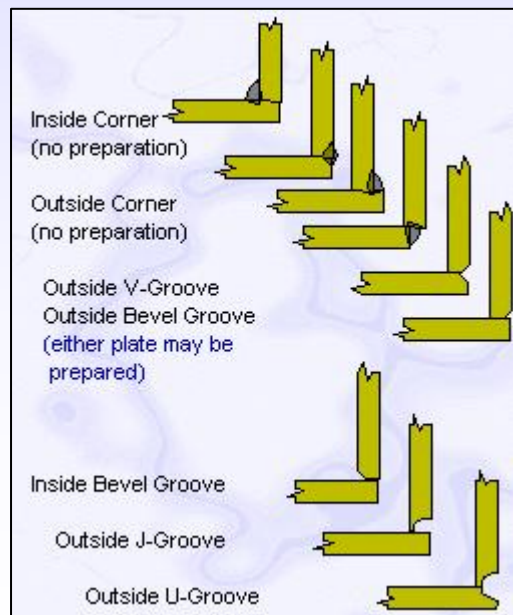 Inside Corner
(no preparation)
Outside Corner
(no preparation)
Outside V-Groove
Outside Bevel Groove
(either plate may be
prepared)
Inside Bevel Groove
Outside J-Groove
Outside U-Groove